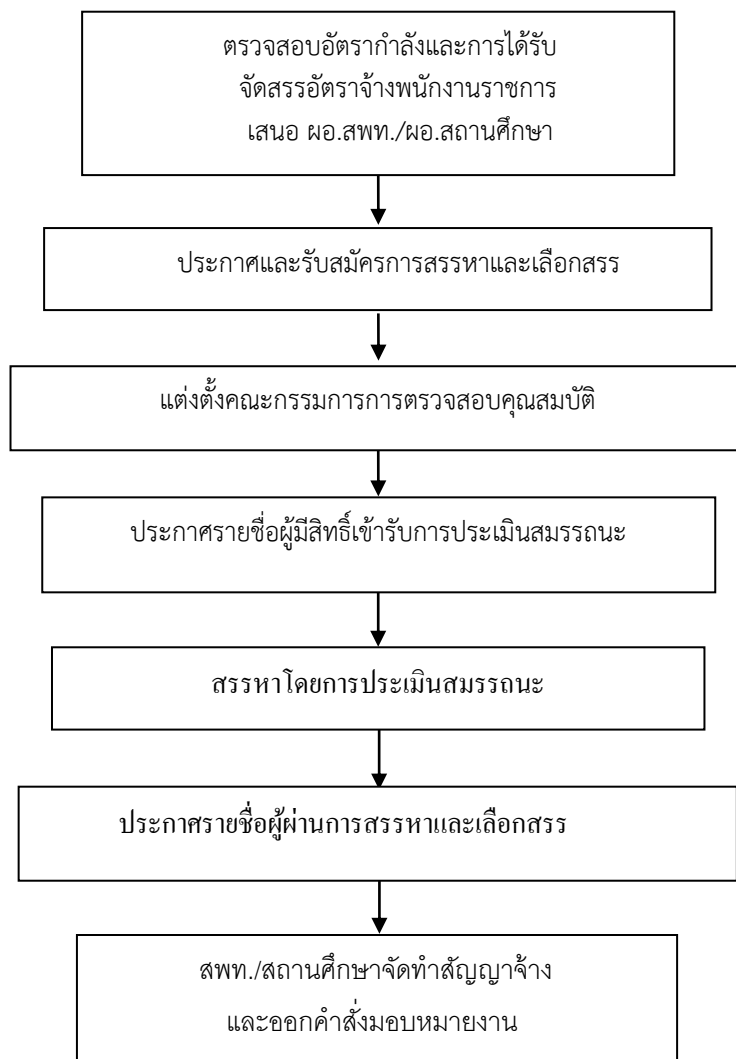 ตรวจสอบอัตรากำลังและการได้รับ
จัดสรรอัตราจ้างพนักงานราชการ
เสนอ ผอ.สพท./ผอ.สถานศึกษา
ประกาศและรับสมัครการสรรหาและเลือกสรร
แต่งตั้งคณะกรรมการการตรวจสอบคุณสมบัติ
ประกาศรายชื่อผู้มีสิทธิ์เข้ารับการประเมินสมรรถนะ
สรรหาโดยการประเมินสมรรถนะ
ประกาศรายชื่อผู้ผ่านการสรรหาและเลือกสรร
สพท./สถานศึกษาจัดทำสัญญาจ้าง
และออกคำสั่งมอบหมายงาน